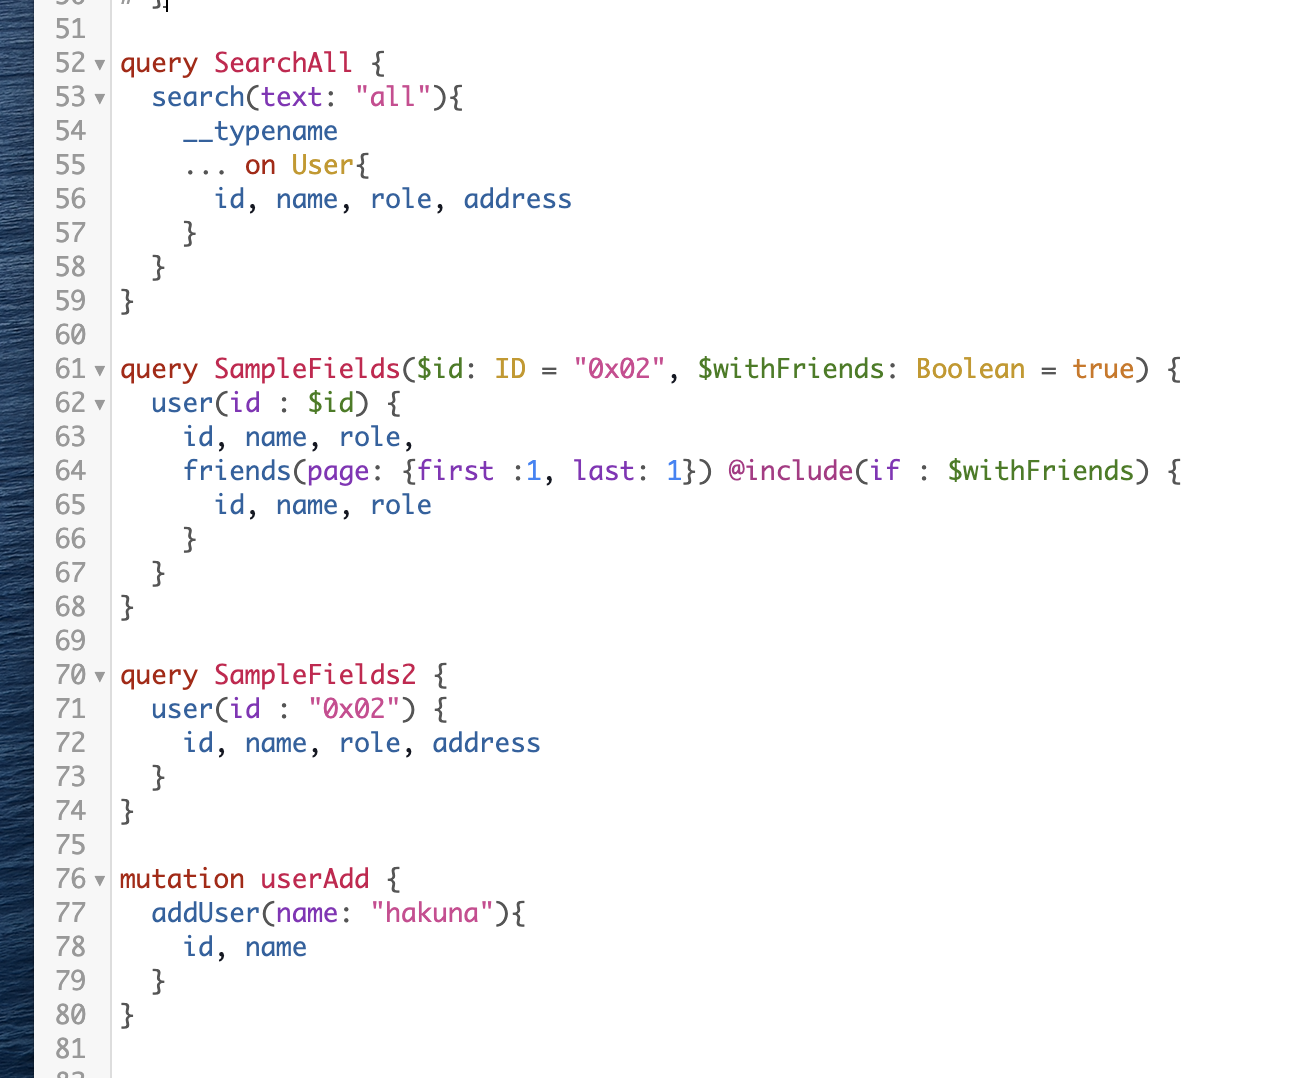 51
52 query SearchAll {
53   search(text: "all"){
54     __typename
55     ... on User{
56       id, name, role, address
57     }
58   }
59 }
60
61 query SampleFields($id: ID = "0x02", $withFriends: Boolean = true) {
62   user(id : $id) {
63     id, name, role,
64     friends(page: {first :1, last: 1}) @include(if : $withFriends) {
65       id, name, role
66     }
67   }
68 }
69
70 query SampleFields2 {
71   user(id : "0x02") {
72     id, name, role, address
73   }
74 }
75
76 mutation userAdd {
77   addUser(name: "hakuna"){
78     id, name
79   }
80 }
81